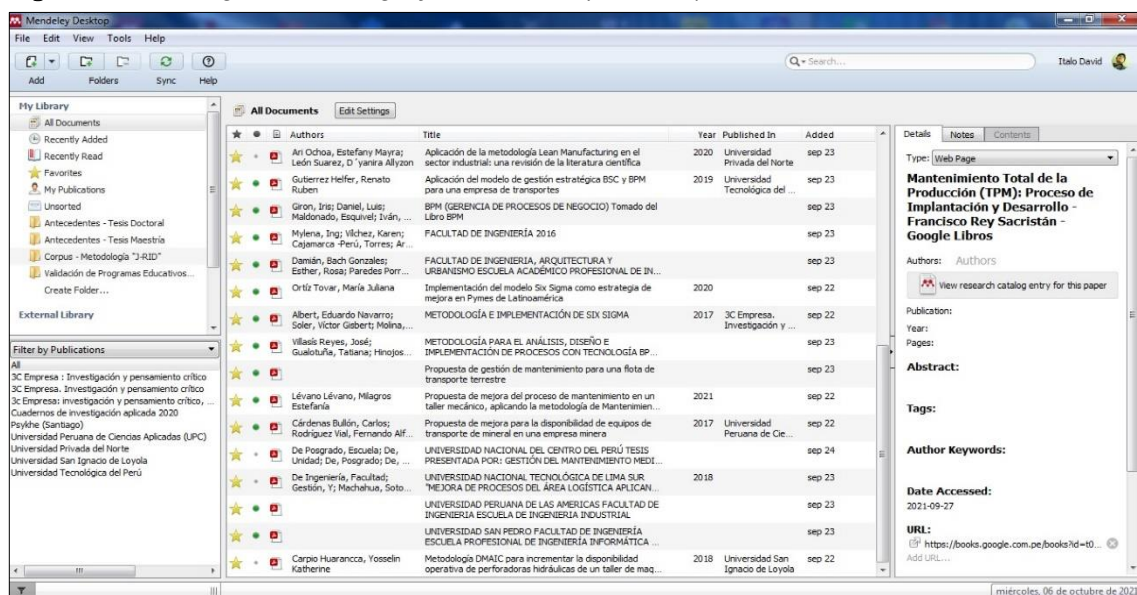 Mendeley Desktop
File Edit View Tools Help
Add Folders Sync Help
Search...
Italo David
My Library
All Documents
Recently Added
Recently Read
Favorites
My Publications
Unsorted
Antecedentes - Tesis Doctoral
Antecedentes - Tesis Maestría
Corpus - Metodología "J-RID"
Validación de Programas Educativos...
Create Folder...
External Library
Filter by Publications
All
3C Empresa : Investigación y pensamiento crítico
3C Empresa. Investigación y pensamiento crítico
3c Empresa: investigación y pensamiento crítico, ...
Cuadernos de investigación aplicada 2020
Psykhe (Santiago)
Universidad Peruana de Ciencias Aplicadas (UPC)
Universidad Privada del Norte
Universidad San Ignacio de Loyola
Universidad Tecnológica del Perú
All Documents Edit Settings
Authors Title Year Published In Added
Ari Ochoa, Estefany Mayra; Aplicación de la metodología Lean Manufacturing en el 2020 Universidad sep 23
León Suarez, D´yanira Allyzon sector industrial: una revisión de la literatura científica Privada del Norte
Gutierrez Helfer, Renato Aplicación del modelo de gestión estratégica BSC y BPM 2019 Universidad sep 23
Ruben para una empresa de transportes Tecnológica del ...
Giron, Iris; Daniel, Luis; BPM (GERENCIA DE PROCESOS DE NEGOCIO) Tomado del sep 23
Maldonado, Esquivel; Iván, ... Libro BPM
Mylena, Ing; Vilchez, Karen; FACULTAD DE INGENIERÍA 2016 sep 23
Cajamarca -Perú, Torres; Ar...
Damián, Bach Gonzales; FACULTAD DE INGENIERIA, ARQUITECTURA Y sep 23
Esther, Rosa; Paredes Porr... URBANISMO ESCUELA ACADÉMICO PROFESIONAL DE IN...
Ortíz Tovar, María Juliana Implementación del modelo Six Sigma como estrategia de 2020 sep 22
mejora en Pymes de Latinoamérica
Albert, Eduardo Navarro; METODOLOGÍA E IMPLEMENTACIÓN DE SIX SIGMA 2017 3C Empresa. sep 22
Soler, Víctor Gisbert; Molina,... Investigación y ...
Villasís Reyes, José; METODOLOGÍA PARA EL ANÁLISIS, DISEÑO E sep 23
Gualotuña, Tatiana; Hinojos... IMPLEMENTACIÓN DE PROCESOS CON TECNOLOGÍA BP...
Propuesta de gestión de mantenimiento para una flota de sep 23
transporte terrestre
Lévano Lévano, Milagros Propuesta de mejora del proceso de mantenimiento en un 2021 sep 22
Estefanía taller mecánico, aplicando la metodología de Mantenimien...
Cárdenas Bullón, Carlos; Propuesta de mejora para la disponibilidad de equipos de 2017 Universidad sep 22
Rodríguez Vial, Fernando Alf... transporte de mineral en una empresa minera Peruana de Cie...
De Posgrado, Escuela; De, UNIVERSIDAD NACIONAL DEL CENTRO DEL PERÚ TESIS sep 24
Unidad; De, Posgrado; De, ... PRESENTADA POR: GESTIÓN DEL MANTENIMIENTO MEDI...
De Ingeniería, Facultad; UNIVERSIDAD NACIONAL TECNOLÓGICA DE LIMA SUR 2018 sep 23
Gestión, Y; Machahua, Soto... "MEJORA DE PROCESOS DEL ÁREA LOGÍSTICA APLICAN...
UNIVERSIDAD PERUANA DE LAS AMERICAS FACULTAD DE sep 23
INGENIERIA ESCUELA DE INGENIERIA INDUSTRIAL
UNIVERSIDAD SAN PEDRO FACULTAD DE INGENIERÍA sep 23
ESCUELA PROFESIONAL DE INGENIERÍA INFORMÁTICA ...
Carpio Huarancca, Yosselin Metodología DMAIC para incrementar la disponibilidad 2018 Universidad San sep 22
Katherine operativa de perforadoras hidráulicas de un taller de maq... Ignacio de Loyola
Details Notes Contents
Type: Web Page
Mantenimiento Total de la
Producción (TPM): Proceso de
Implantación y Desarrollo -
Francisco Rey Sacristán -
Google Libros
Authors: Authors
View research catalog entry for this paper
Publication:
Year:
Pages:
Abstract:
Tags:
Author Keywords:
Date Accessed:
2021-09-27
URL:
https://books.google.com.pe/books?id=t0...
Add URL...
miércoles, 06 de octubre de 2021